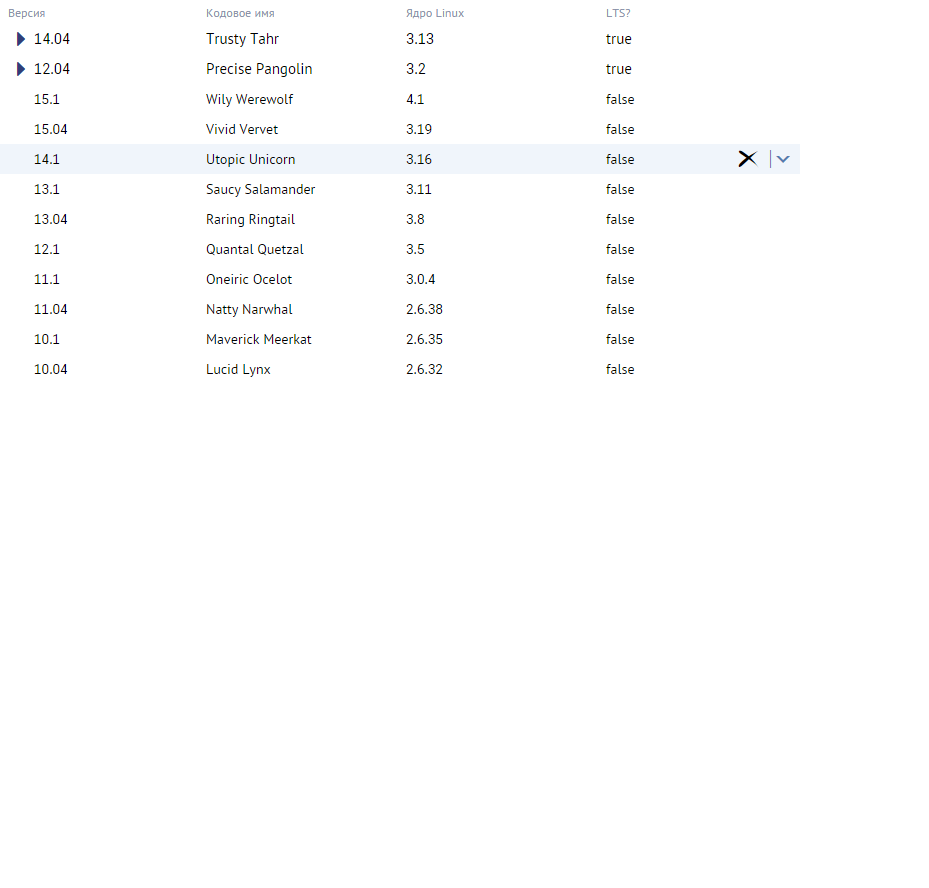 Версия Кодовое имя Ядро Linux LTS?
14.04 Trusty Tahr 3.13 true
12.04 Precise Pangolin 3.2 true
15.1 Wily Werewolf 4.1 false
15.04 Vivid Vervet 3.19 false
14.1 Utopic Unicorn 3.16 false
13.1 Saucy Salamander 3.11 false
13.04 Raring Ringtail 3.8 false
12.1 Quantal Quetzal 3.5 false
11.1 Oneiric Ocelot 3.0.4 false
11.04 Natty Narwhal 2.6.38 false
10.1 Maverick Meerkat 2.6.35 false
10.04 Lucid Lynx 2.6.32 false